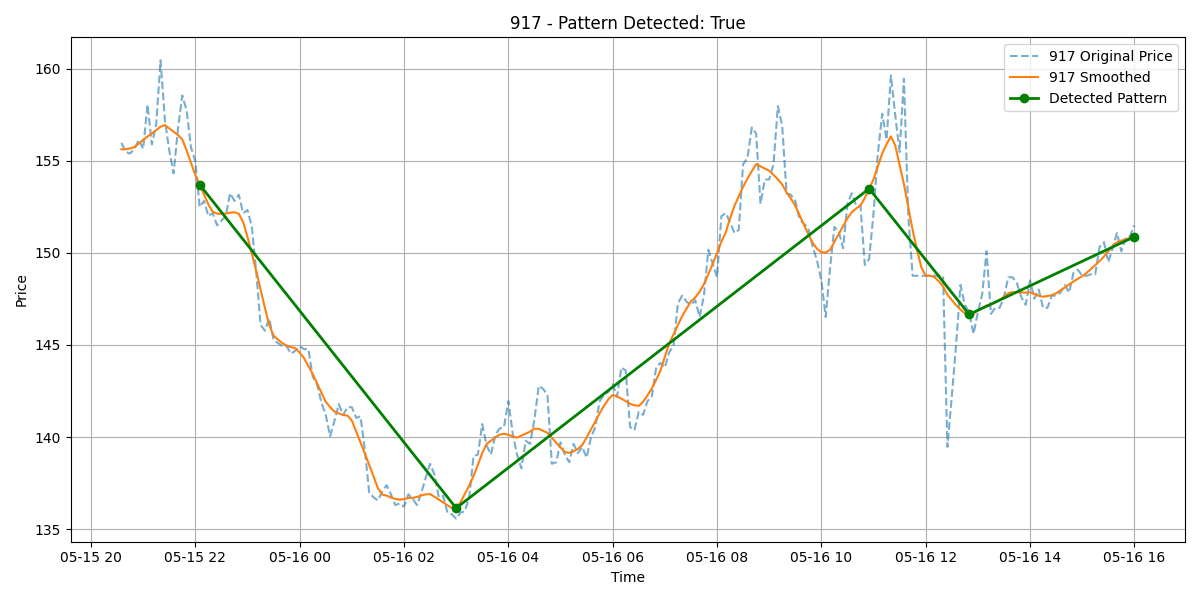 917 - Pattern Detected: True
917 Original Price
917 Smoothed
Detected Pattern
Price
160
155
150
145
140
135
05-15 20
05-15 22
05-16 00
05-16 02
05-16 04
05-16 06
05-16 08
05-16 10
05-16 12
05-16 14
05-16 16
Time